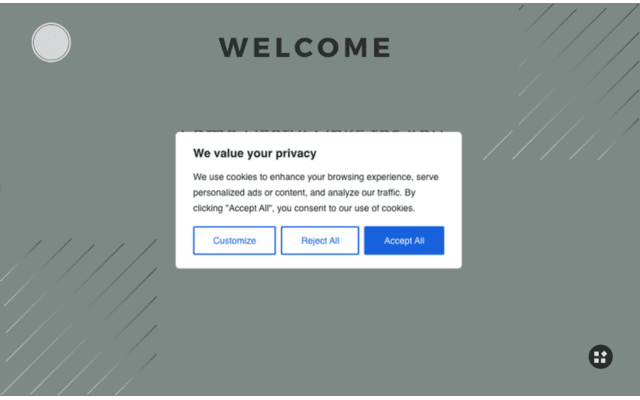 WELCOME
We value your privacy
We use cookies to enhance your browsing experience, serve
personalized ads or content, and analyze our traffic. By
clicking "Accept All", you consent to our use of cookies.
Customize
Reject All
Accept All